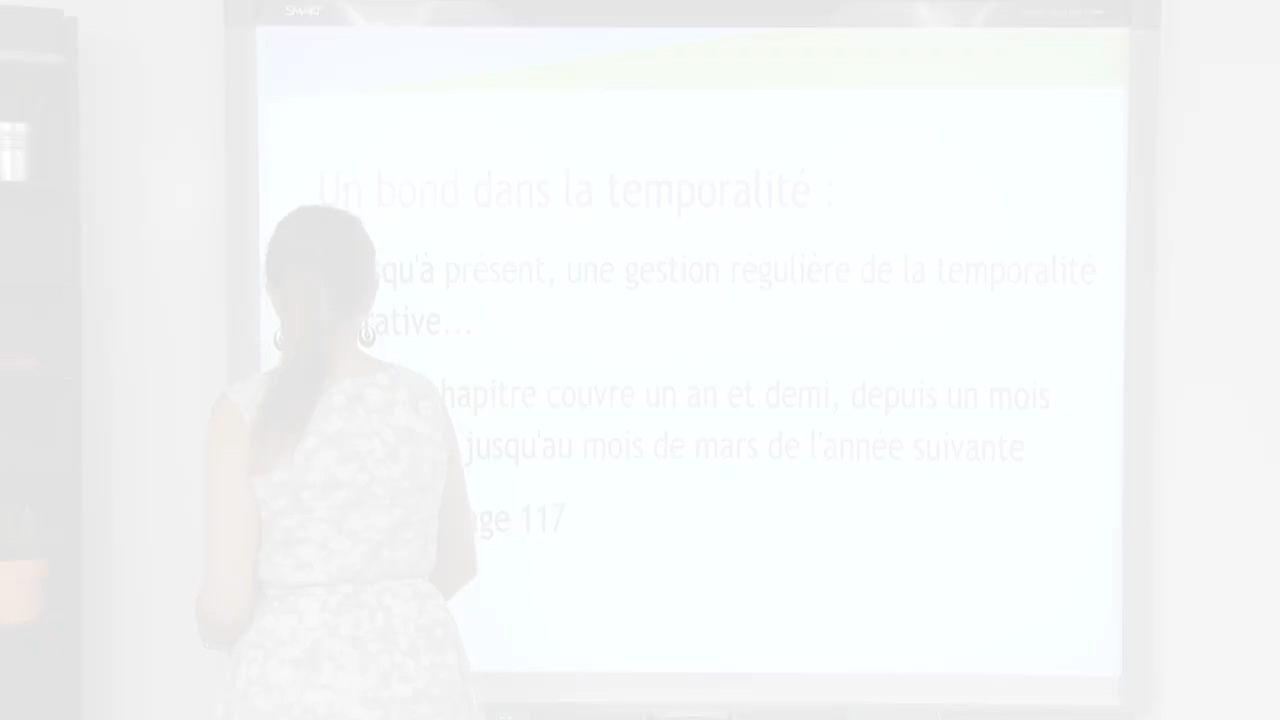 SMART
Un bond dans la temporalité :
squ'à présent, une gestion régulière de la temporalité
rative...
hapitre couvre un an et demi, depuis un mois
jusqu'au mois de mars de l'année suivante
ge 117